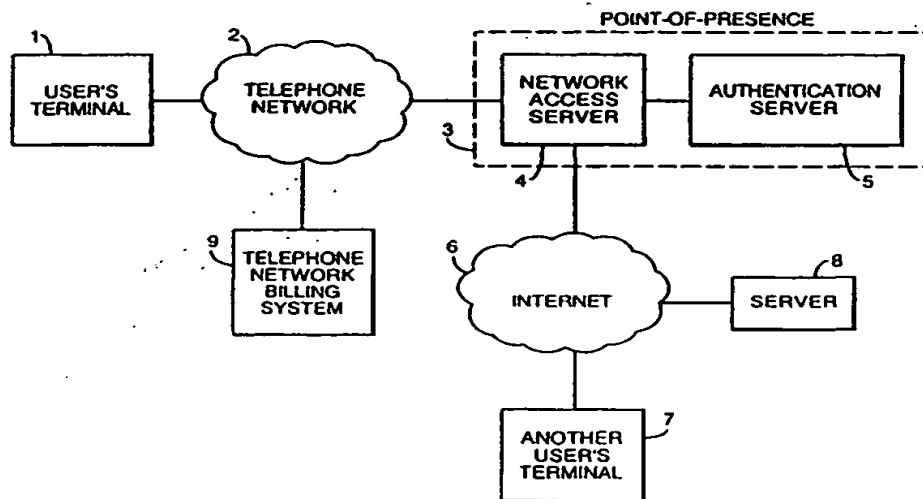 POINT-OF-PRESENCE
1
2
USER'S
TERMINAL
TELEPHONE
NETWORK
NETWORK
ACCESS
SERVER
AUTHENTICATION
SERVER
3
4
5
9
TELEPHONE
NETWORK
BILLING
SYSTEM
6
INTERNET
8
SERVER
7
ANOTHER
USER'S
TERMINAL